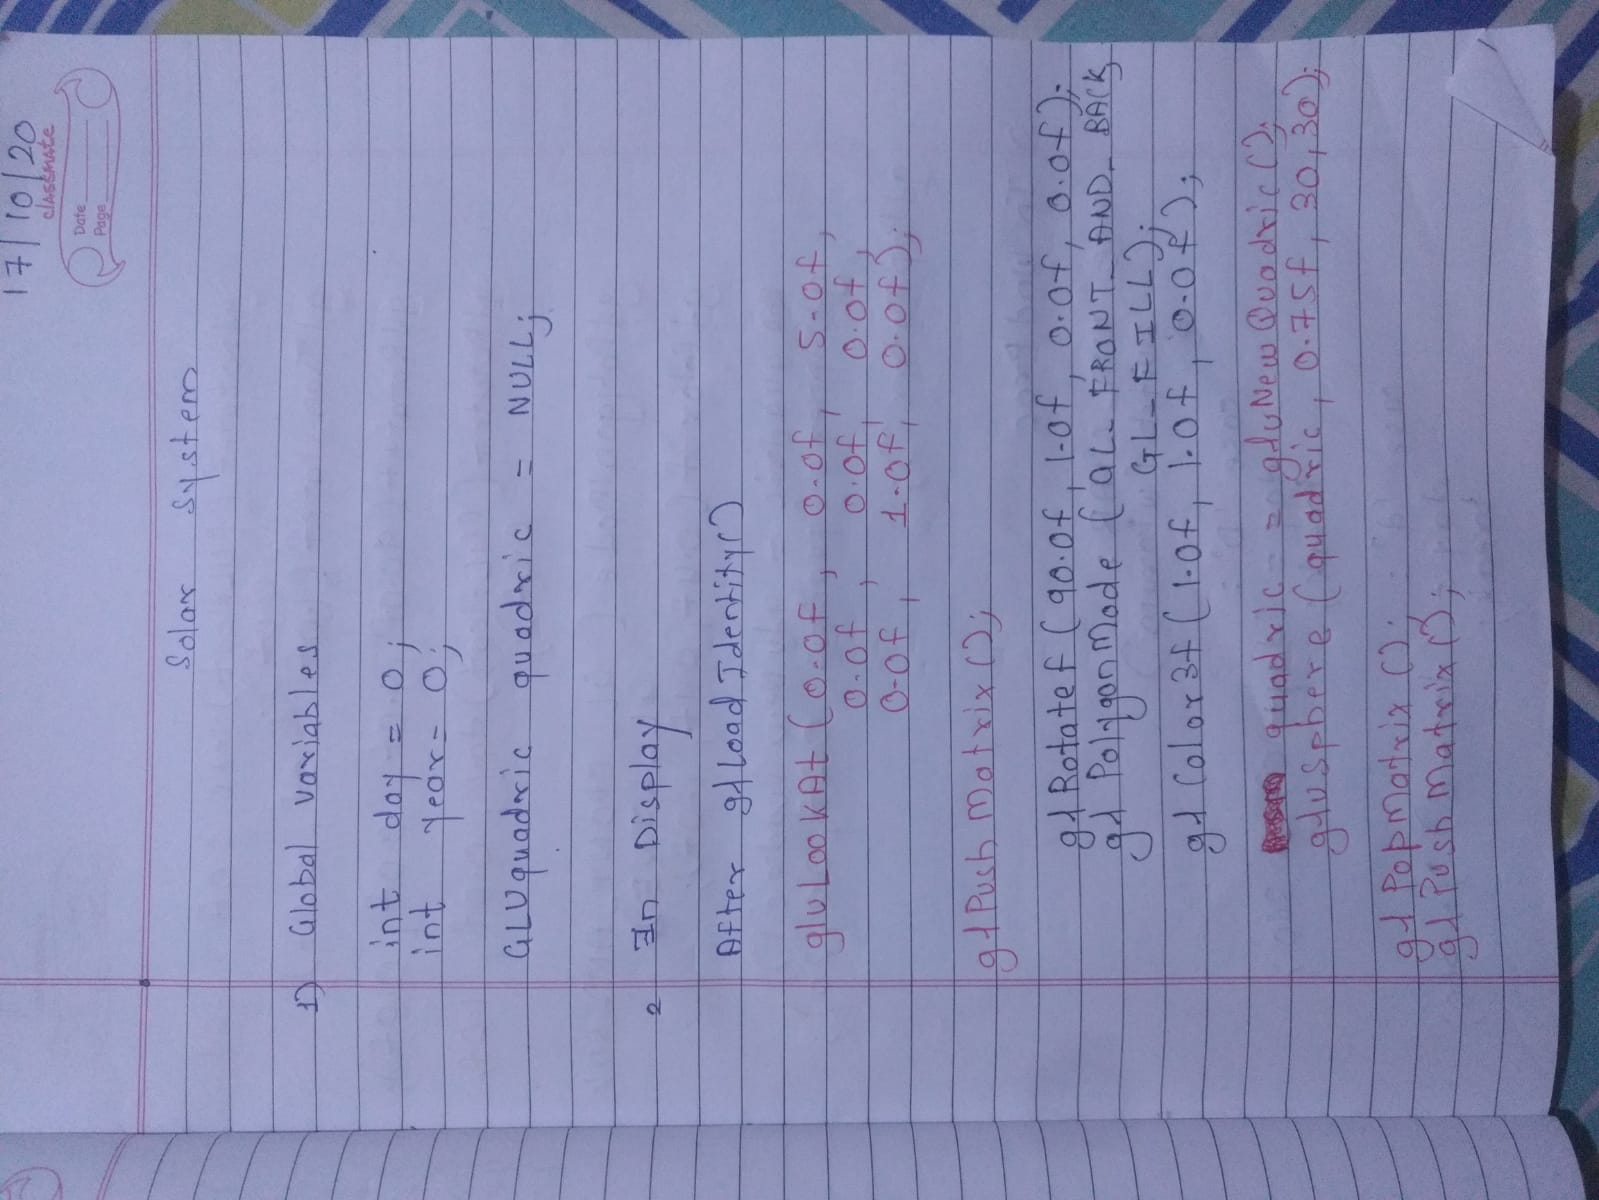 17/10/20
classmate
Date
Page
Solar System
1) Global variables
int day = 0;
int year = 0;
GLUquadric quadric = NULL;
2 In Display
After glLoadIdentity()
gluLookAt (0.0f, 0.0f, 5.0f,
0.0f, 0.0f, 0.0f,
0.0f, 1.0f, 0.0f);
glPushMatrix();
glRotatef (90.0f, 1.0f, 0.0f, 0.0f);
glPolygonMode (GL_FRONT_AND_BACK,
GL_FILL);
glColor3f (1.0f, 1.0f, 0.0f);
quadric = gluNewQuadric();
gluSphere (quadric, 0.75f, 30, 30);
glPopMatrix();
glPushMatrix();